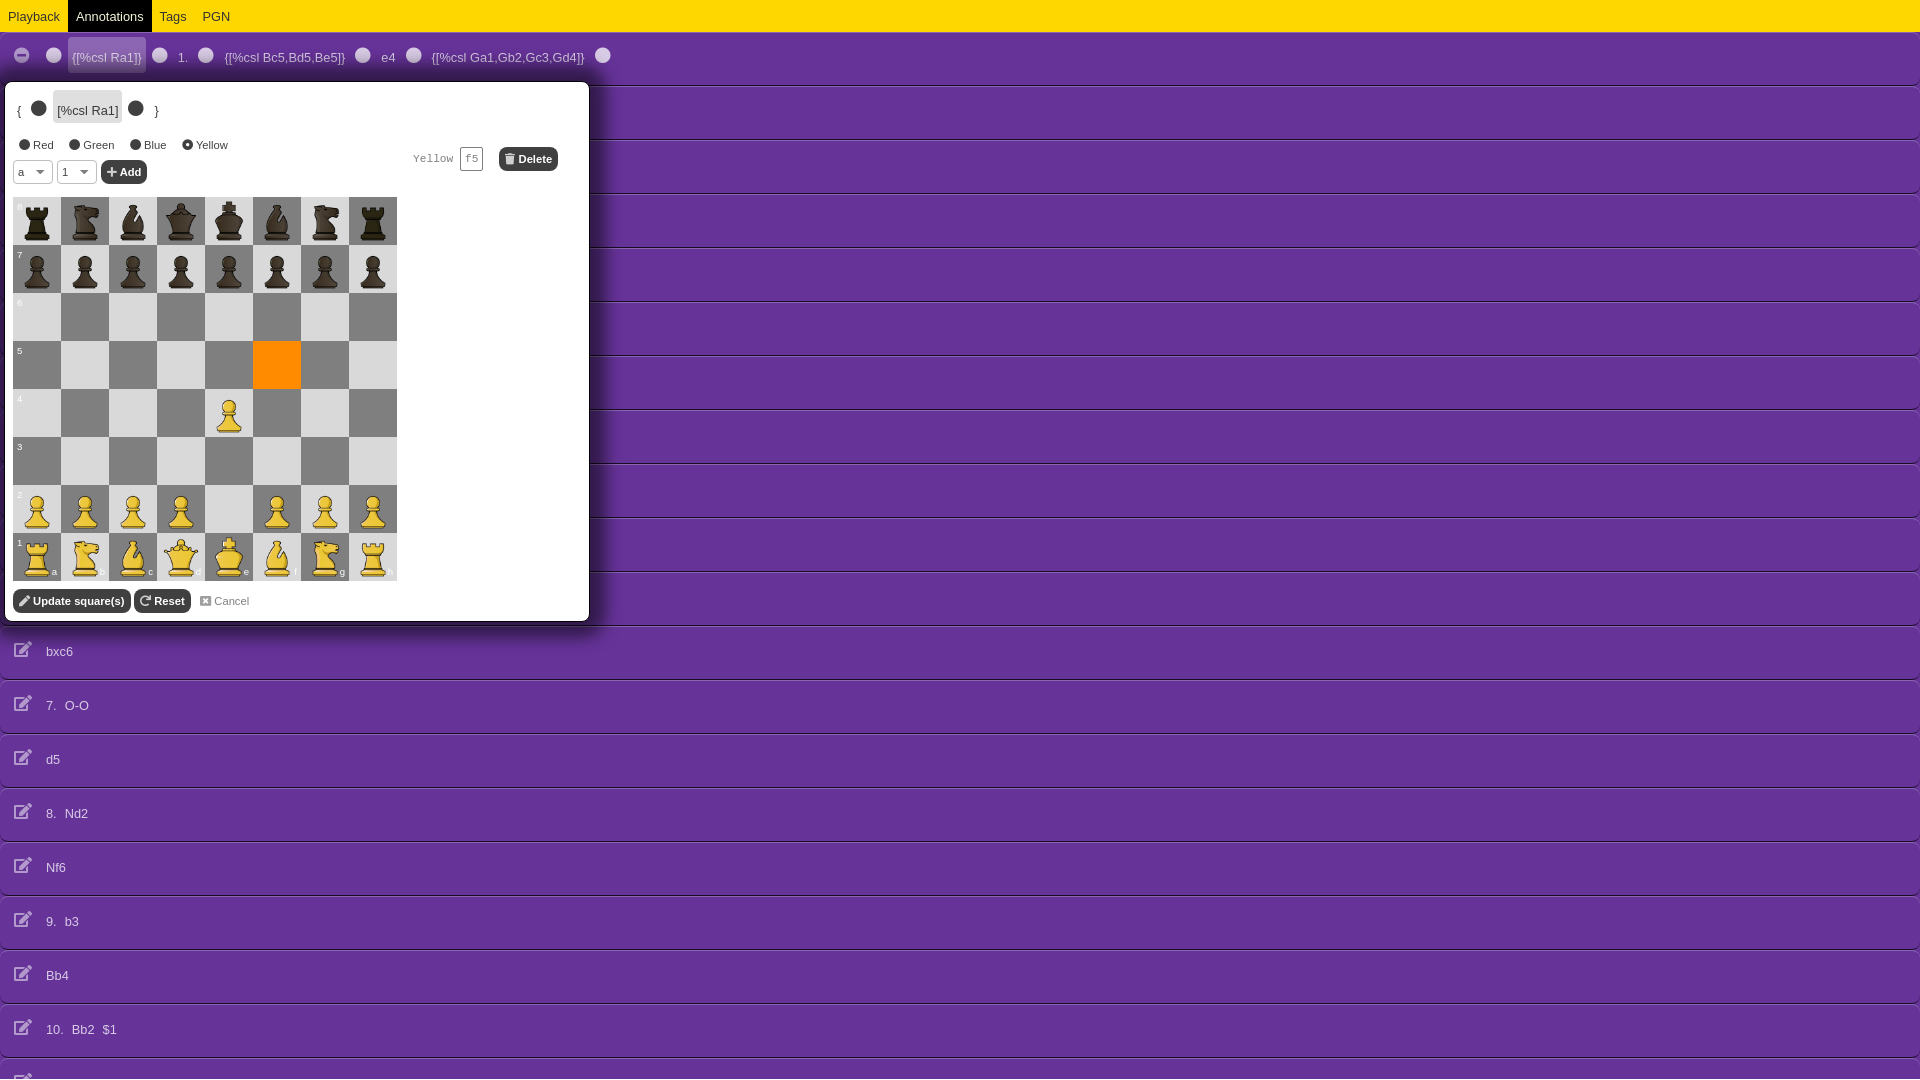 Playback Annotations Tags PGN
{[%csl Ra1]} 1. {[%csl Bc5,Bd5,Be5]} e4 {[%csl Ga1,Gb2,Gc3,Gd4]}
{ [%csl Ra1] }
Red Green Blue Yellow
Yellow f5 Delete
a 1 Add
8
7
6
5
4
3
2
1
a b c d e f g h
Update square(s) Reset Cancel
bxc6
7. O-O
d5
8. Nd2
Nf6
9. b3
Bb4
10. Bb2 $1